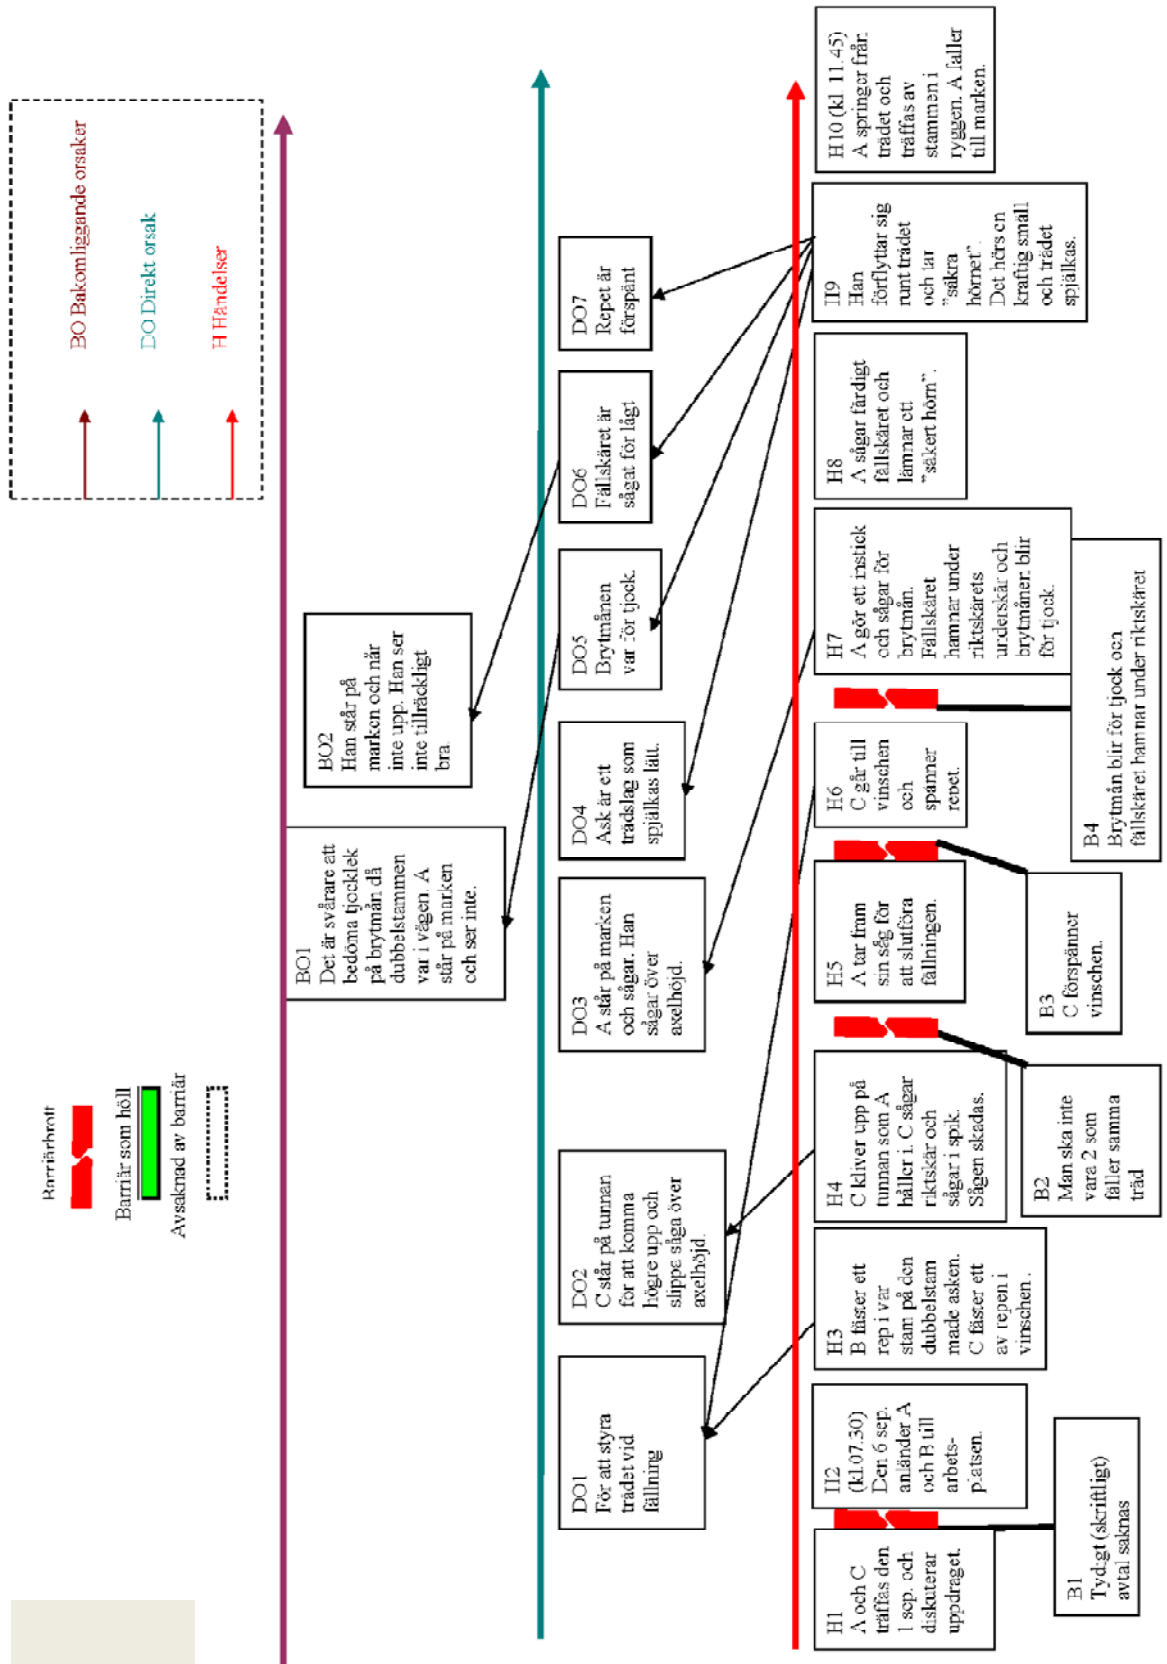 Barriärbrott
Barriär som höll
Avsaknad av barriär
BO Bakomliggande orsaker
DO Direkt orsak
H Händelser
BO1
Det är svårare att
bedöma tjocklek
på brytmån då
dubbelstammen
var i vägen. A
står på marken
och ser inte.
BO2
Han står på
marken och når
inte upp. Han ser
inte tillräckligt
bra.
DO1
För att styra
trädet vid
fällning
DO2
C står på tunnan
för att komma
högre upp och
slippa såga över
axelhöjd.
DO3
A står på marken
och sågar. Han
sågar över
axelhöjd.
DO4
Ask är ett
trädslag som
spjälkas lätt.
DO5
Brytmånen
var för tjock.
DO6
Fällskäret är
sågat för lågt
DO7
Repet är
förspänt
H1
A och C
träffas den
1 sep. och
diskuterar
uppdraget.
H2
(kl.07.30)
Den 6 sep.
anländer A
och B till
arbets-
platsen.
H3
B fäster ett
rep i var
stam på den
dubbelstam
made asken.
C fäster ett
av repen i
vinschen .
H4
C kliver upp på
tunnan som A
håller i. C sågar
riktskär och
sågar i spik.
Sågen skadas.
H5
A tar fram
sin såg för
att slutföra
fällningen.
H6
C går till
vinschen
och
spänner
repet.
H7
A gör ett instick
och sågar för
brytmån.
Fällskäret
hamnar under
riktskärets
underskär och
brytmånen blir
för tjock.
H8
A sågar färdigt
fällskäret och
lämnar ett
”säkert hörn”.
H9
Han
förflyttar sig
runt trädet
och tar
”säkra
hörnet”.
Det hörs en
kraftig smäll
och trädet
spjälkas.
H10 (kl 11.45)
A springer från
trädet och
träffas av
stammen i
ryggen. A faller
till marken.
B1
Tydigt (skriftligt)
avtal saknas
B2
Man ska inte
vara 2 som
fäller samma
träd
B3
C förspänner
vinschen.
B4
Brytmån blir för tjock och
fällskäret hamnar under riktskäret